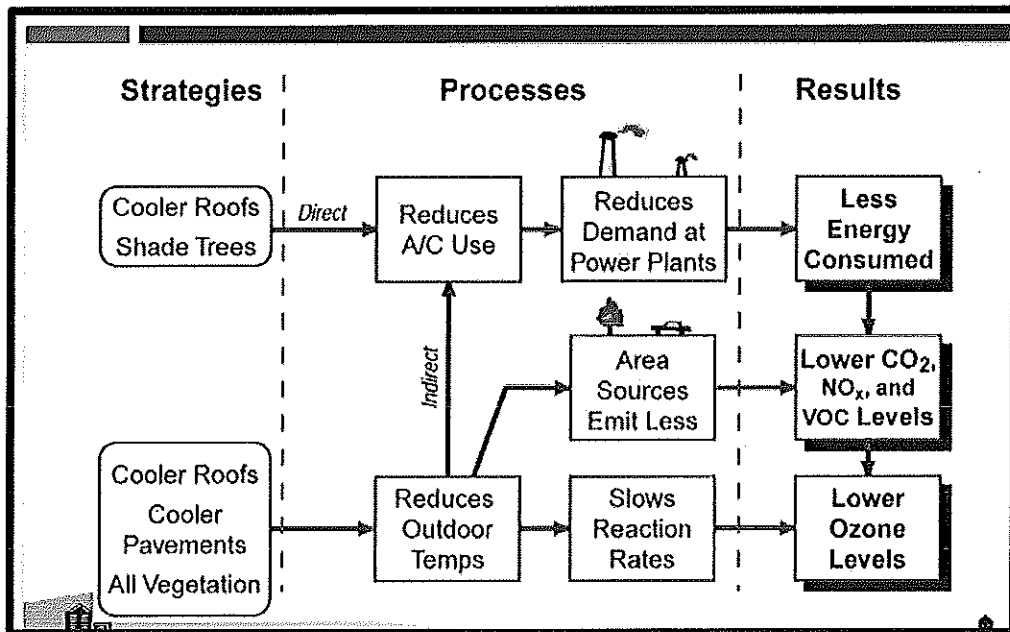 Strategies
Processes
Results
Cooler Roofs
Shade Trees
Direct
Reduces
A/C Use
Reduces
Demand at
Power Plants
Less
Energy
Consumed
Indirect
Area
Sources
Emit Less
Lower CO₂,
NOₓ, and
VOC Levels
Cooler Roofs
Cooler
Pavements
All Vegetation
Reduces
Outdoor
Temps
Slows
Reaction
Rates
Lower
Ozone
Levels